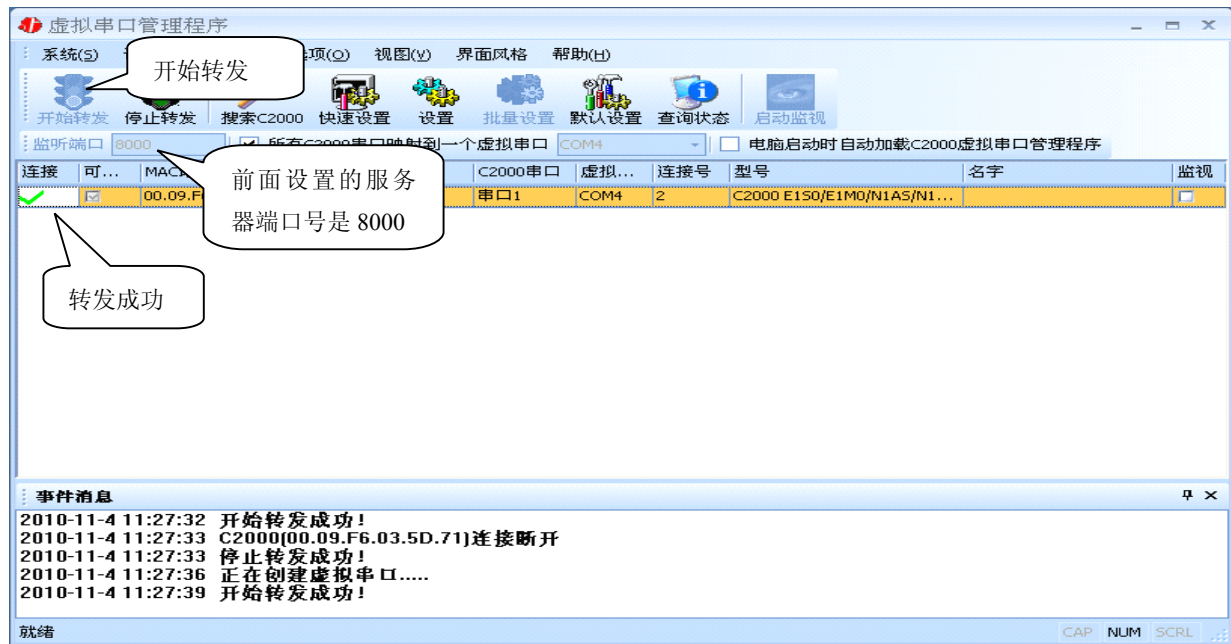 虚拟串口管理程序
系统(S) 选项(O) 视图(V) 界面风格 帮助(H)
开始转发
开始转发 停止转发 搜索C2000 快速设置 设置 批量设置 默认设置 查询状态 启动监视
监听端口 8000 所有C2000串口映射到一个虚拟串口 COM4 电脑启动时自动加载C2000虚拟串口管理程序
连接 可... MAC C2000串口 虚拟... 连接号 型号 名字 监视
00.09.F 串口1 COM4 2 C2000 E1S0/E1M0/N1AS/N1...
前面设置的服务
器端口号是 8000
转发成功
事件消息
2010-11-4 11:27:32 开始转发成功!
2010-11-4 11:27:33 C2000(00.09.F6.03.5D.71)连接断开
2010-11-4 11:27:33 停止转发成功!
2010-11-4 11:27:36 正在创建虚拟串口.....
2010-11-4 11:27:39 开始转发成功!
就绪 CAP NUM SCRL